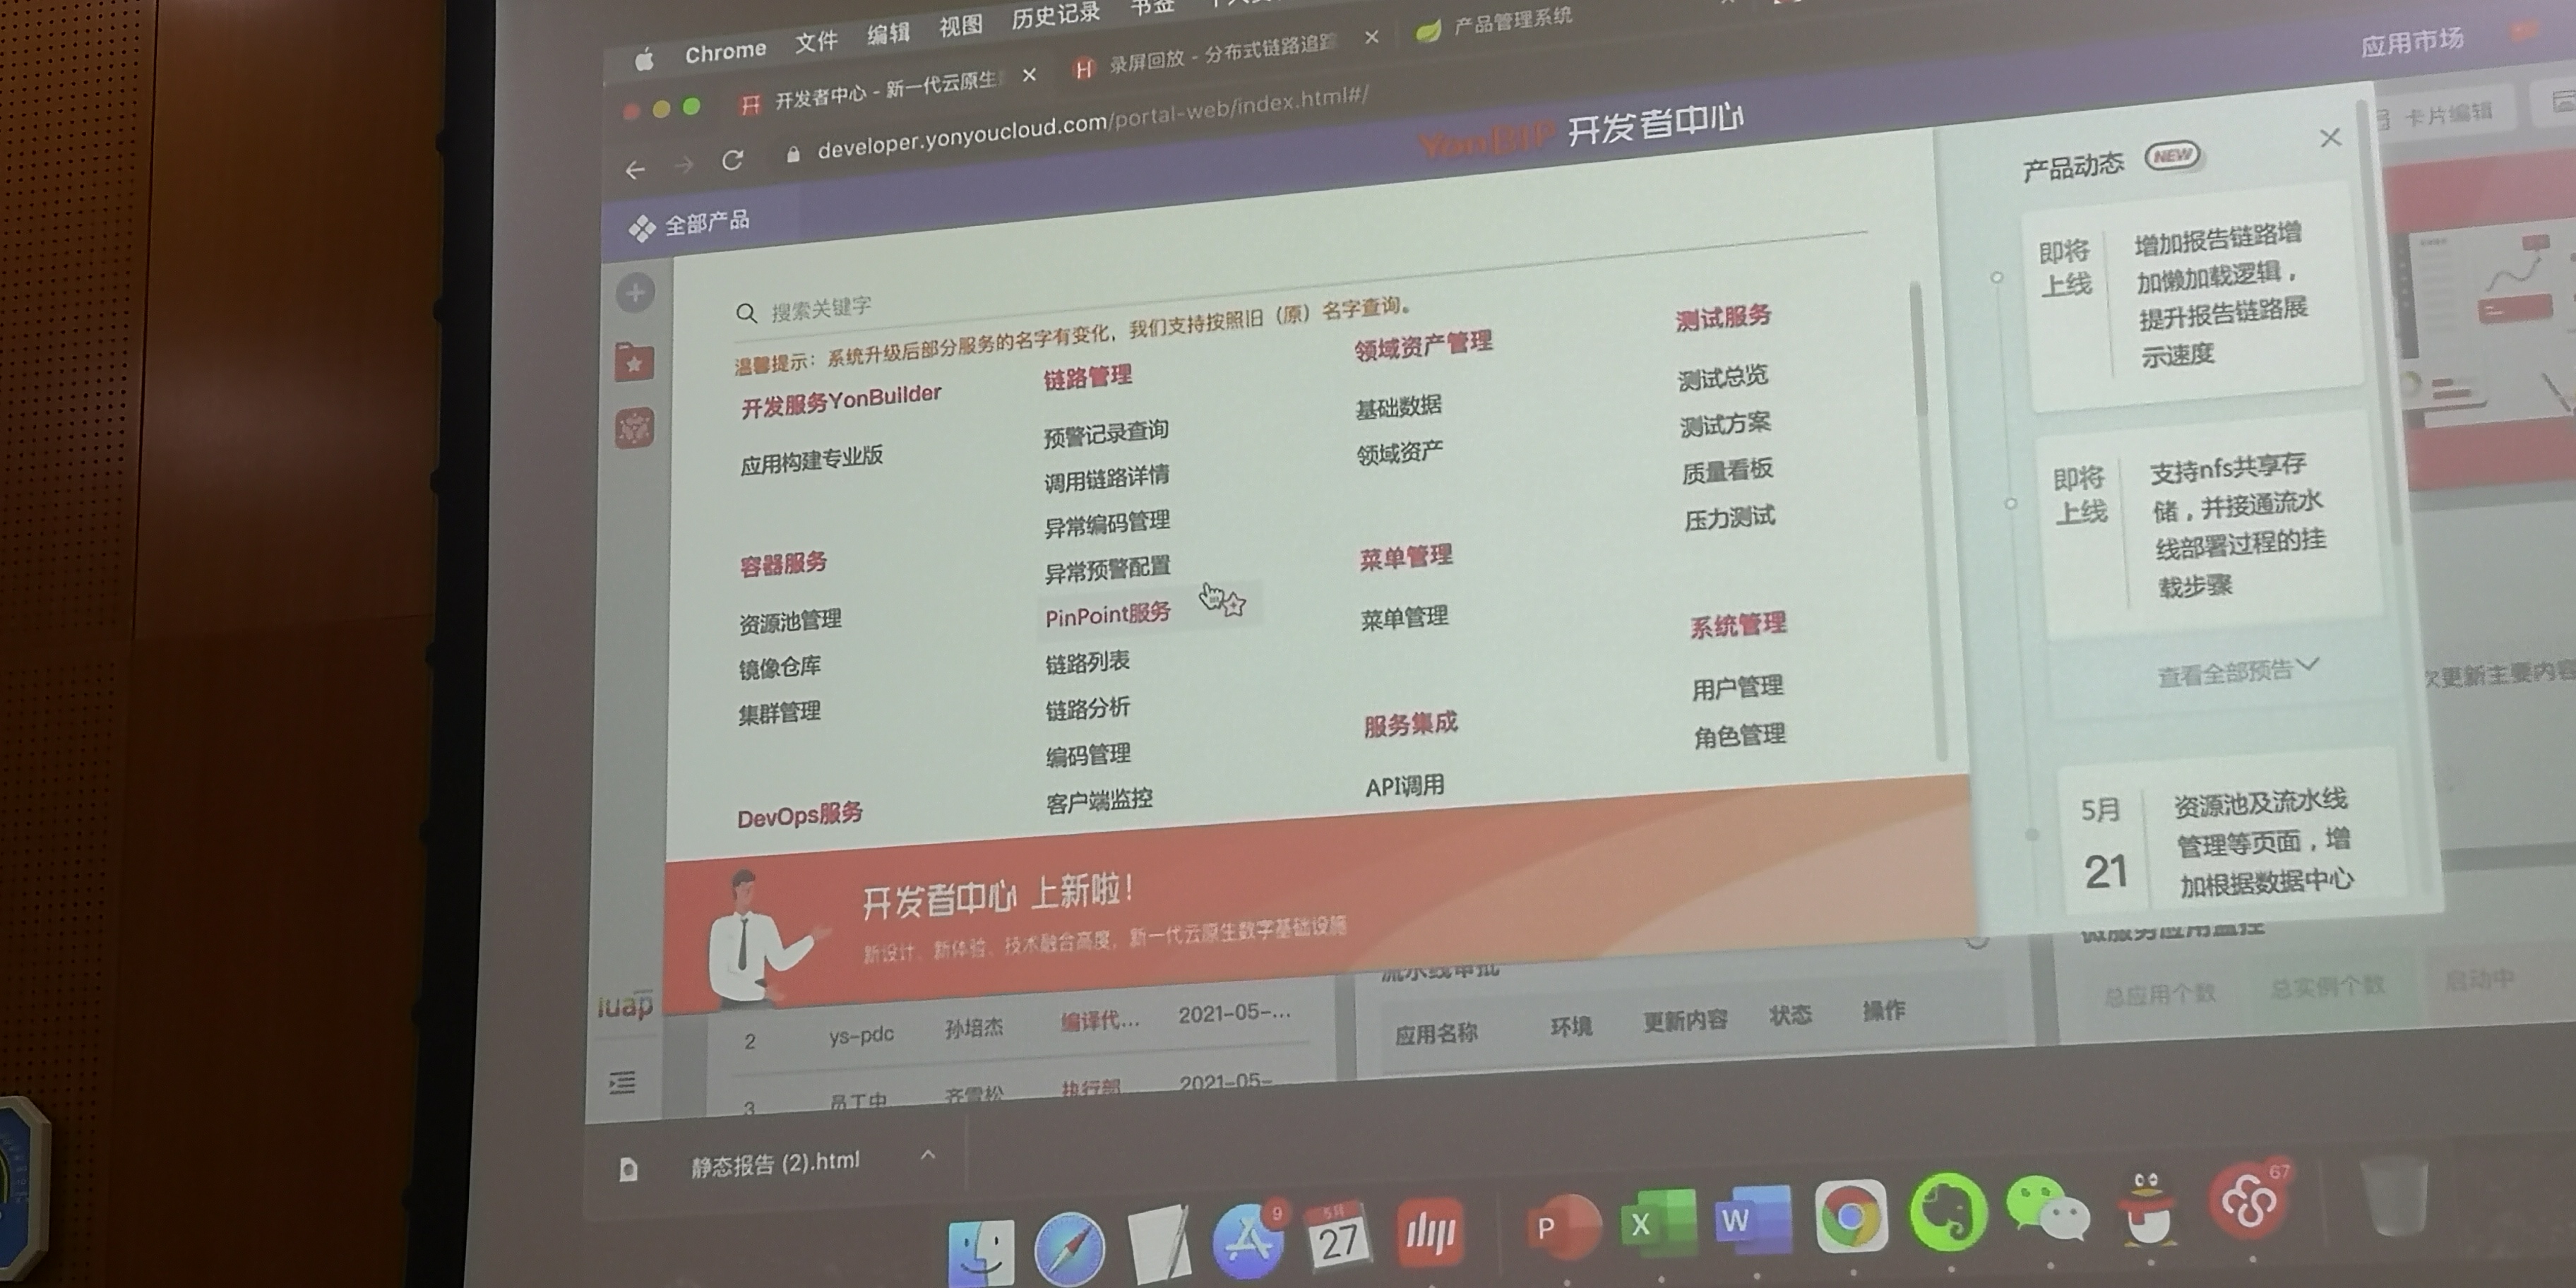 Chrome 文件 编辑 视图 历史记录 书签
开发者中心 - 新一代云原生
录屏回放 - 分布式链路追踪
产品管理系统
developer.yonyoucloud.com/portal-web/index.html#/
全部产品
YonBIP 开发者中心
应用市场
搜索关键字
温馨提示：系统升级后部分服务的名字有变化，我们支持按照旧（原）名字查询。
开发服务YonBuilder
应用构建专业版
容器服务
资源池管理
镜像仓库
集群管理
DevOps服务
链路管理
预警记录查询
调用链路详情
异常编码管理
异常预警配置
PinPoint服务
链路列表
链路分析
编码管理
客户端监控
领域资产管理
基础数据
领域资产
菜单管理
菜单管理
服务集成
API调用
测试服务
测试总览
测试方案
质量看板
压力测试
系统管理
用户管理
角色管理
产品动态 NEW
即将
上线
增加报告链路增
加懒加载逻辑，
提升报告链路展
示速度
即将
上线
支持nfs共享存
储，并接通流水
线部署过程的挂
载步骤
查看全部预告
5月
21
资源池及流水线
管理等页面，增
加根据数据中心
卡片编辑
次更新主要内容
开发者中心 上新啦！
新设计、新体验、技术融合高度，新一代云原生数字基础设施
iuap
2 ys-pdc 孙培杰 编译代... 2021-05-...
3 员工中 齐雪松 执行部 2021-05-
流水线审批
应用名称 环境 更新内容 状态 操作
微服务应用监控
总应用个数 总实例个数 启动中
静态报告 (2).html
9
5月
27
P
X
W
67